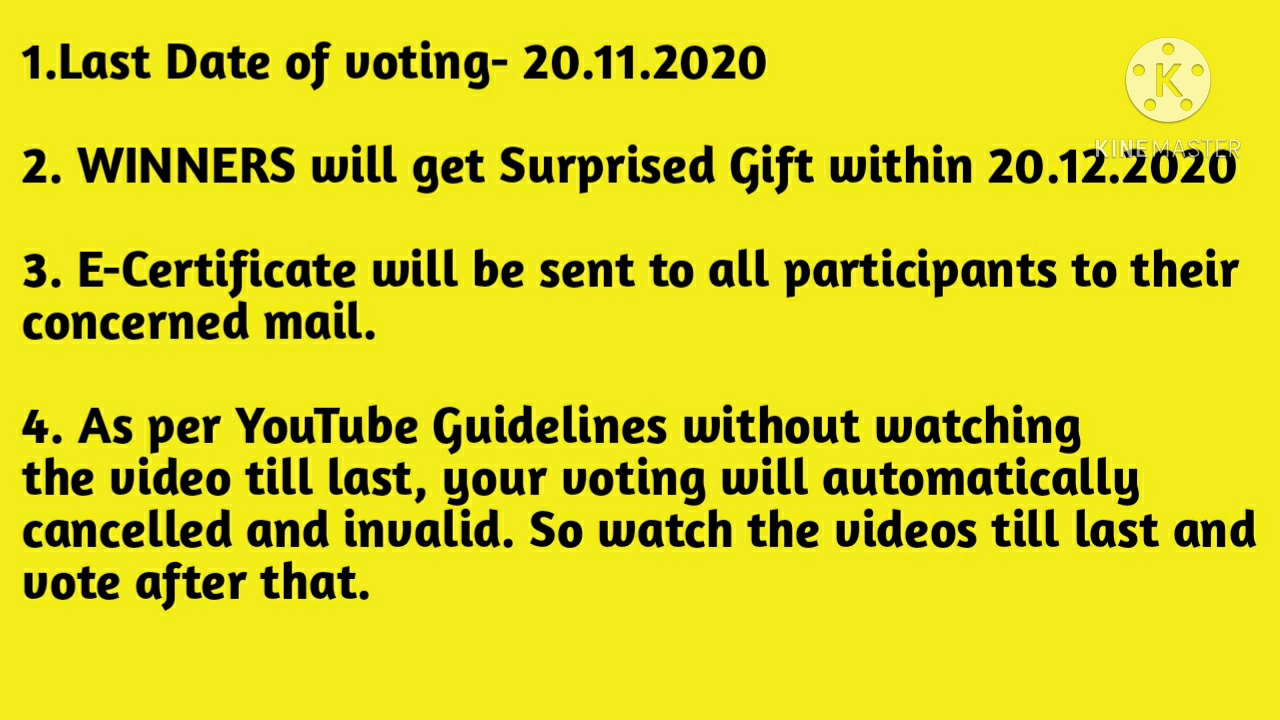 1.Last Date of voting- 20.11.2020
2. WINNERS will get Surprised Gift within 20.12.2020
K
KINEMASTER
3. E-Certificate will be sent to all participants to their
concerned mail.
4. As per YouTube Guidelines without watching
the video till last, your voting will automatically
cancelled and invalid. So watch the videos till last and
vote after that.